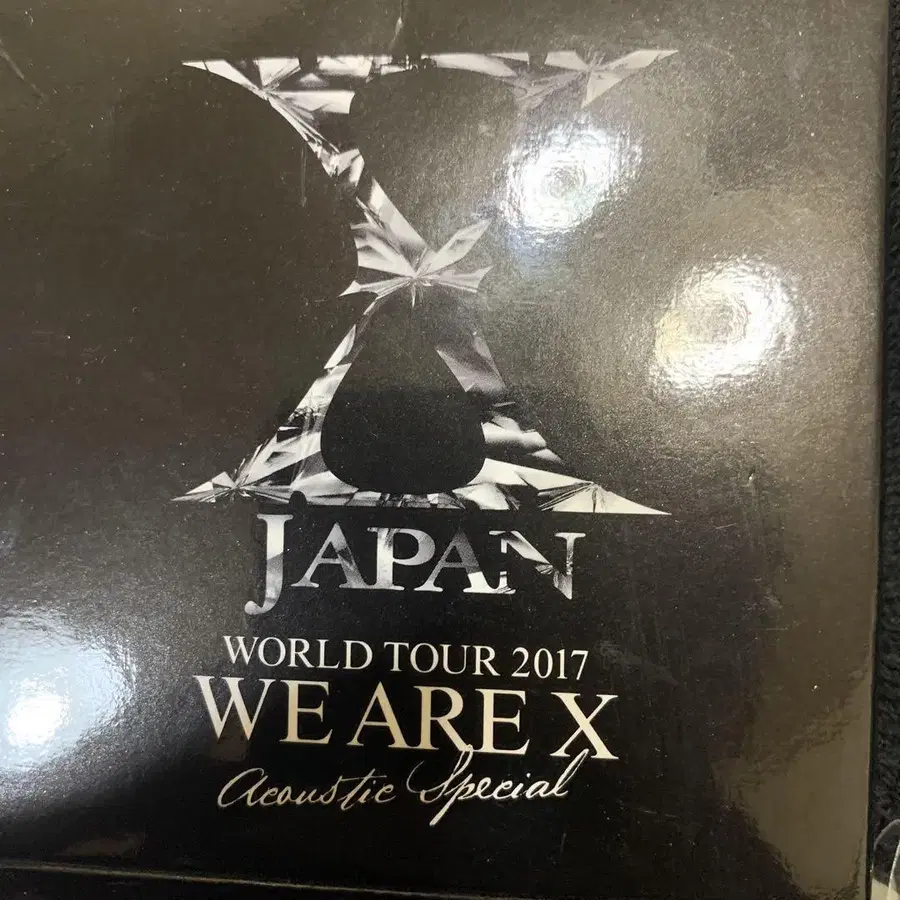 X
JAPAN
WORLD TOUR 2017
WE ARE X
Acoustic Special